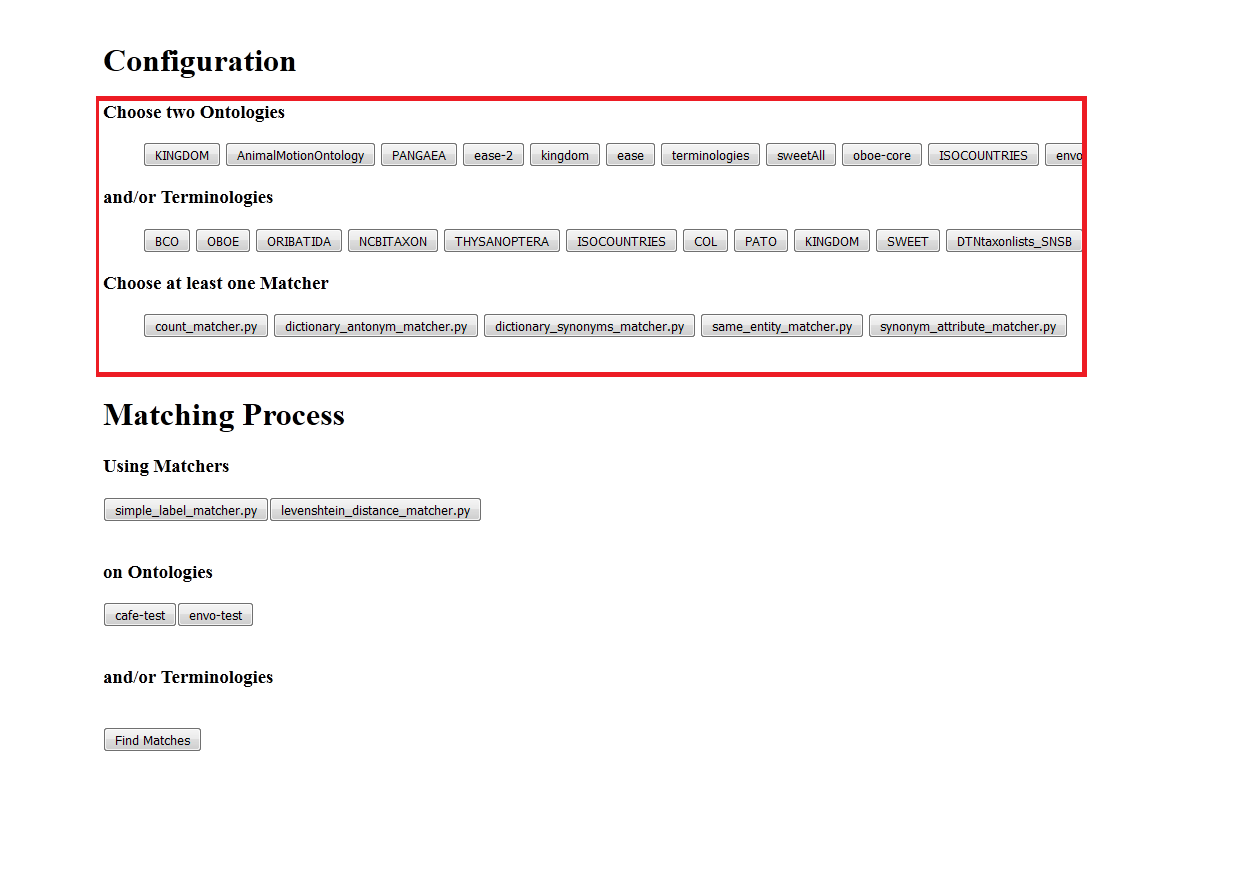 Configuration
Choose two Ontologies
KINGDOM AnimalMotionOntology PANGAEA ease-2 kingdom ease terminologies sweetAll oboe-core ISOCOUNTRIES envo
and/or Terminologies
BCO OBOE ORIBATIDA NCBITAXON THYSANOPTERA ISOCOUNTRIES COL PATO KINGDOM SWEET DTNtaxonlists_SNSB
Choose at least one Matcher
count_matcher.py dictionary_antonym_matcher.py dictionary_synonyms_matcher.py same_entity_matcher.py synonym_attribute_matcher.py
Matching Process
Using Matchers
simple_label_matcher.py levenshtein_distance_matcher.py
on Ontologies
cafe-test envo-test
and/or Terminologies
Find Matches